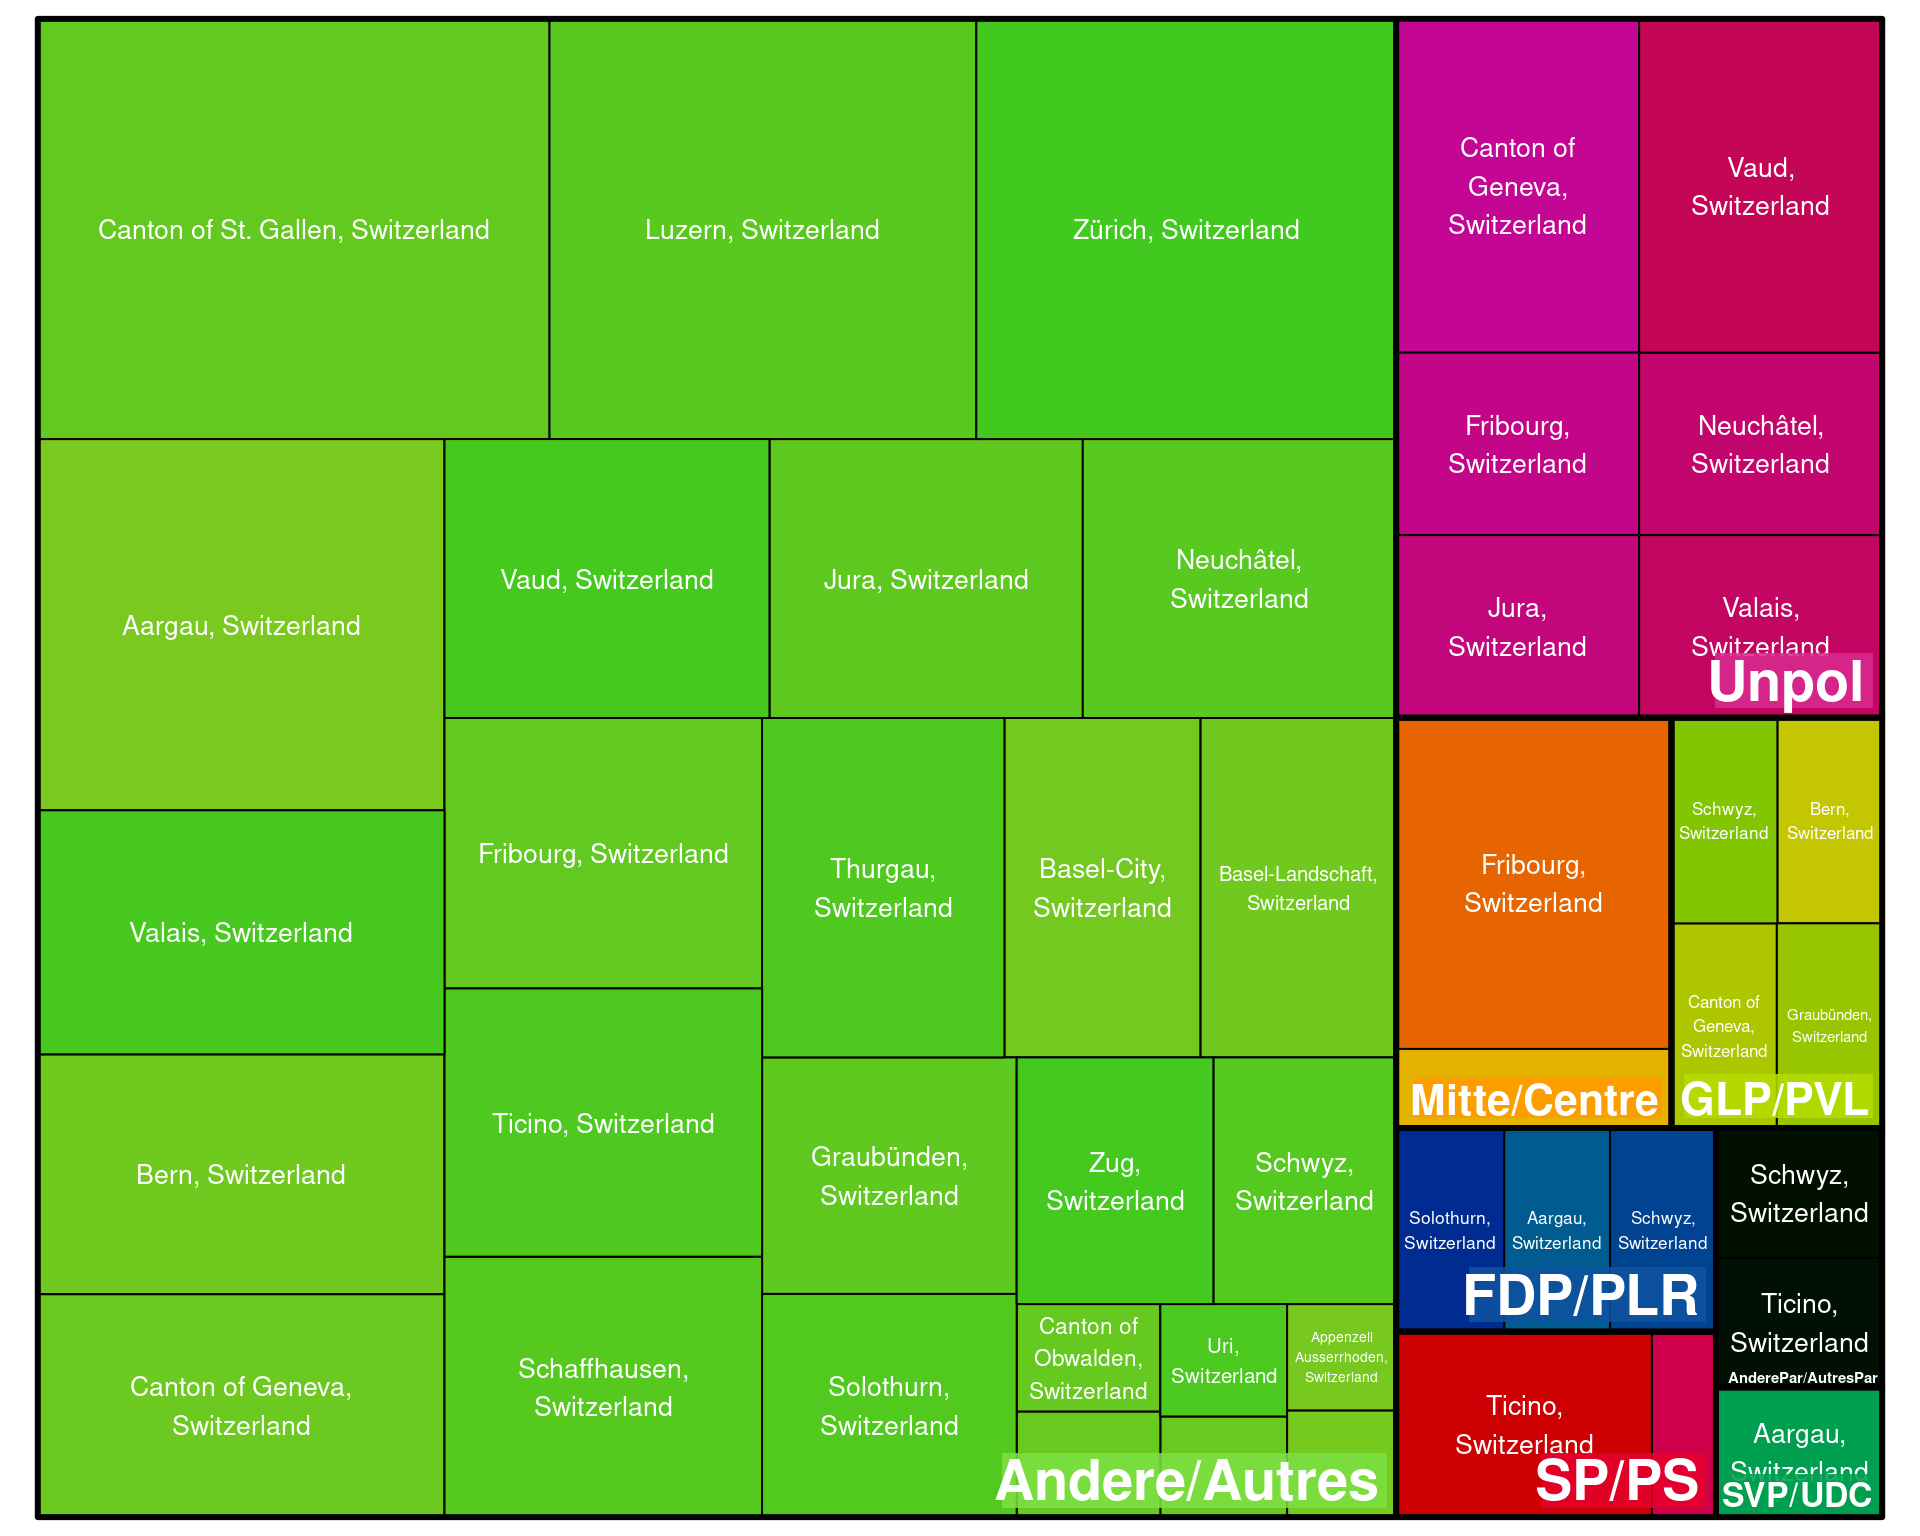 Canton of St. Gallen, Switzerland
Luzern, Switzerland
Zürich, Switzerland
Aargau, Switzerland
Vaud, Switzerland
Jura, Switzerland
Neuchâtel,
Switzerland
Valais, Switzerland
Fribourg, Switzerland
Thurgau,
Switzerland
Basel-City,
Switzerland
Basel-Landschaft,
Switzerland
Bern, Switzerland
Ticino, Switzerland
Graubünden,
Switzerland
Zug,
Switzerland
Schwyz,
Switzerland
Canton of Geneva,
Switzerland
Schaffhausen,
Switzerland
Solothurn,
Switzerland
Canton of
Obwalden,
Switzerland
Uri,
Switzerland
Appenzell
Ausserrhoden,
Switzerland
Andere/Autres
Canton of
Geneva,
Switzerland
Vaud,
Switzerland
Fribourg,
Switzerland
Neuchâtel,
Switzerland
Jura,
Switzerland
Valais,
Switzerland
Unpol
Fribourg,
Switzerland
Mitte/Centre
Schwyz,
Switzerland
Bern,
Switzerland
Canton of
Geneva,
Switzerland
Graubünden,
Switzerland
GLP/PVL
Solothurn,
Switzerland
Aargau,
Switzerland
Schwyz,
Switzerland
FDP/PLR
Schwyz,
Switzerland
Ticino,
Switzerland
AnderePar/AutresPar
Ticino,
Switzerland
SP/PS
Aargau,
Switzerland
SVP/UDC